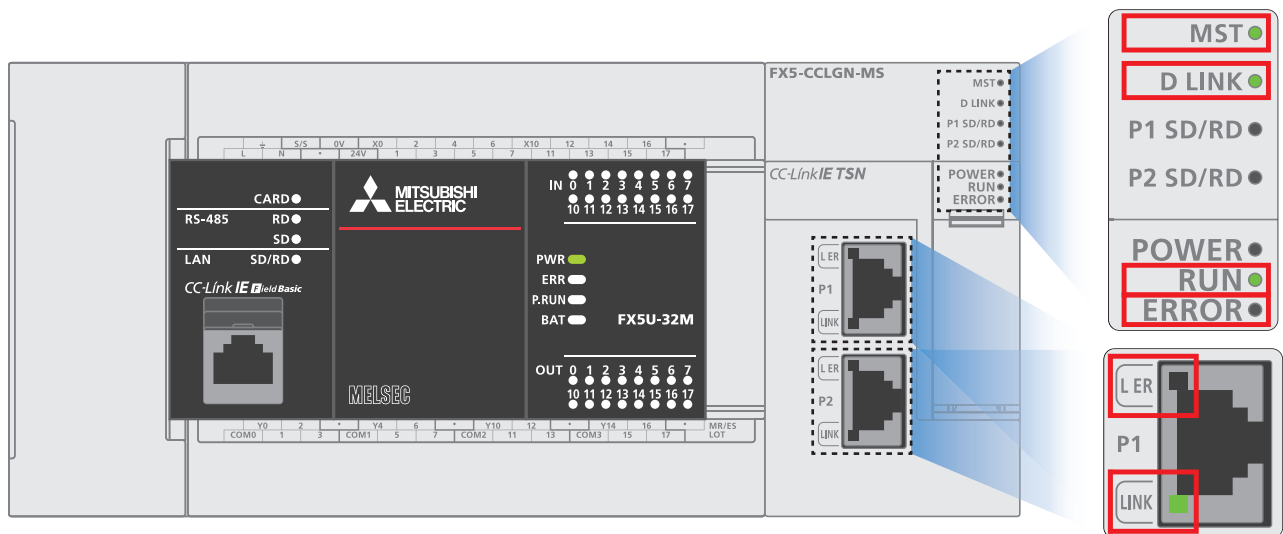 FX5-CCLGN-MS
MST
D LINK
P1 SD/RD
P2 SD/RD
CC-Link IE TSN
POWER
RUN
ERROR
S/S 0V X0 2 4 6 X10 12 14 16 •
L N • 24V 1 3 5 7 11 13 15 17
CARD
RS-485 RD
SD
LAN SD/RD
CC-Link IE Field Basic
MITSUBISHI
ELECTRIC
IN 0 1 2 3 4 5 6 7
10 11 12 13 14 15 16 17
PWR
ERR
P.RUN
BAT
FX5U-32M
OUT 0 1 2 3 4 5 6 7
10 11 12 13 14 15 16 17
MELSEC
Y0 2 • Y4 6 • Y10 12 • Y14 16 • MR/ES
COM0 1 3 COM1 5 7 COM2 11 13 COM3 15 17 LOT
L ER
P1
LINK
L ER
P2
LINK
MST
D LINK
P1 SD/RD
P2 SD/RD
POWER
RUN
ERROR
L ER
P1
LINK